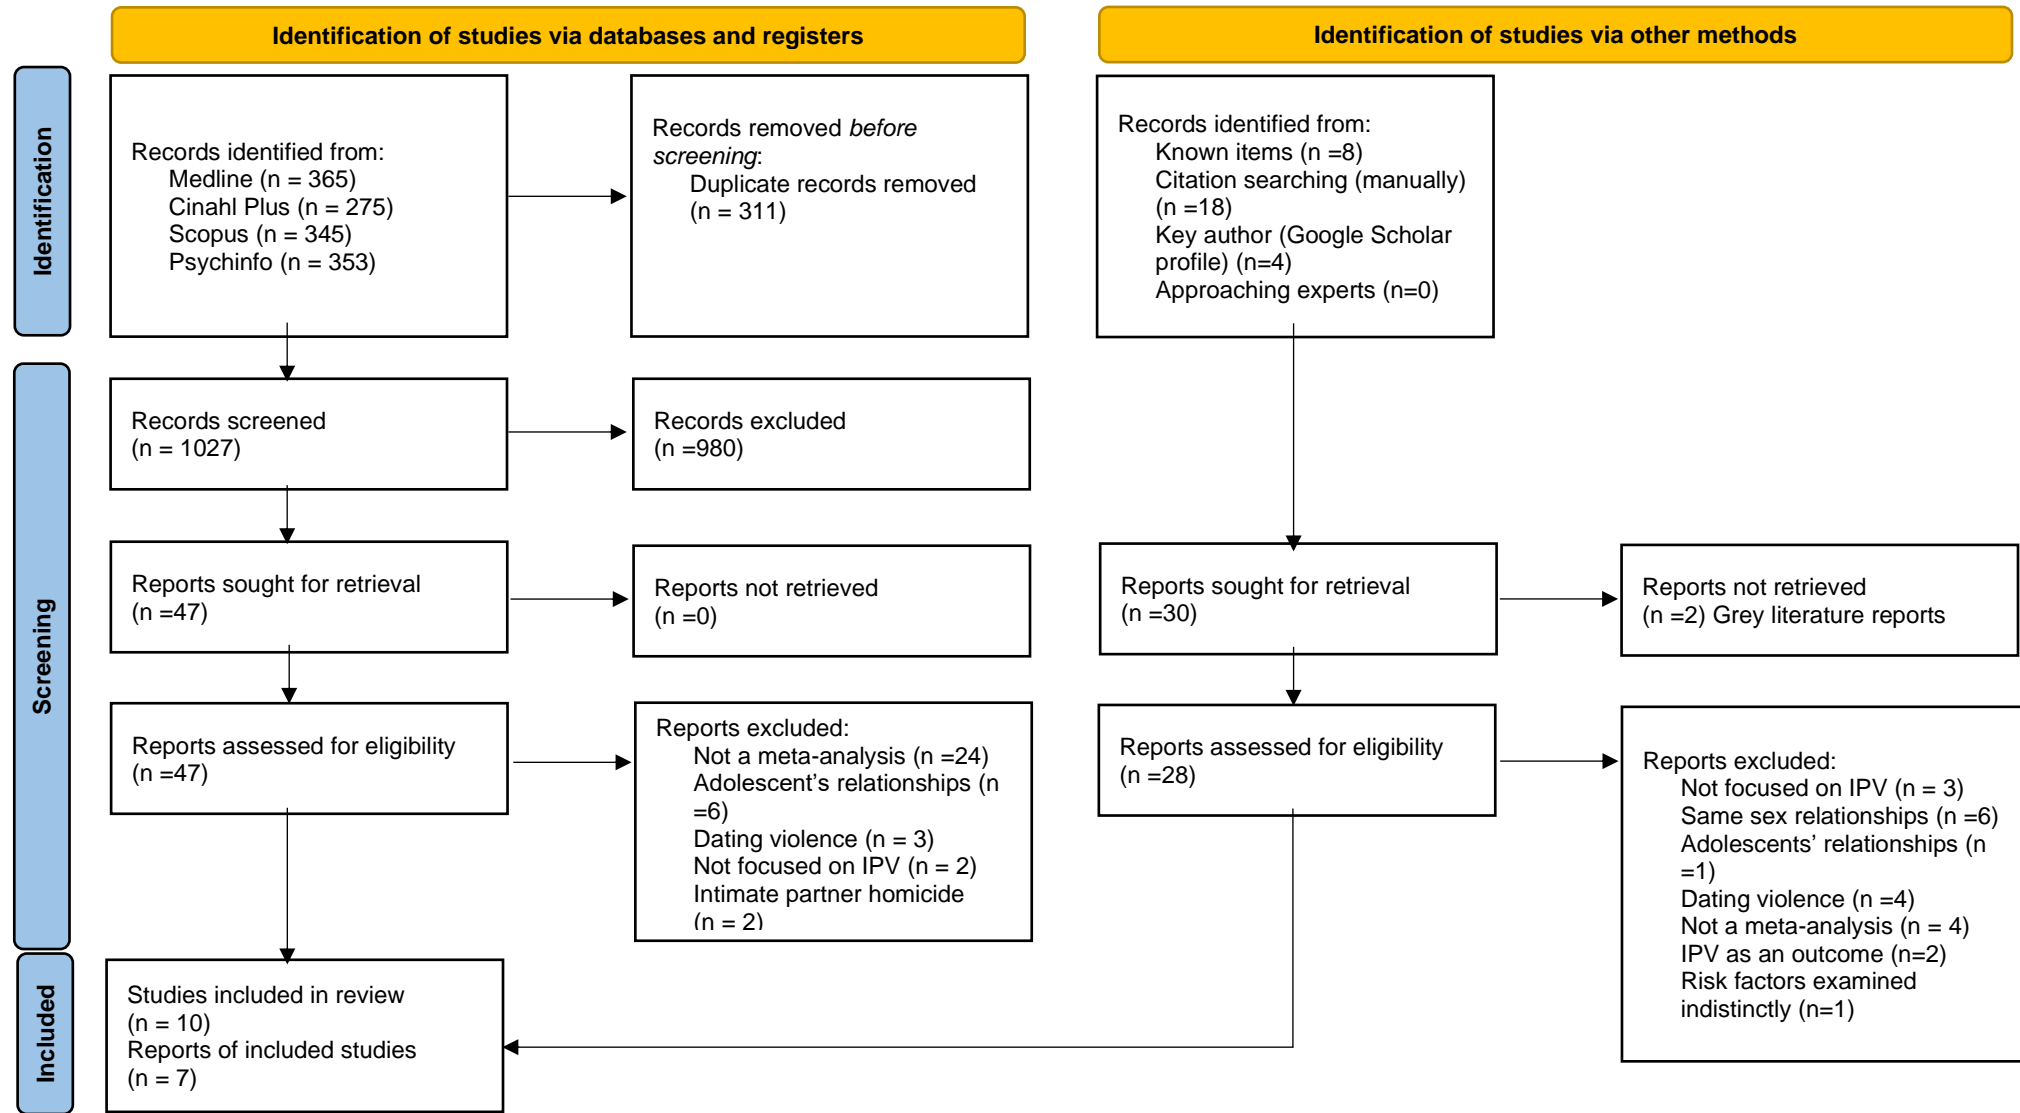 Identification of studies via databases and registers
Identification of studies via other methods
Identification
Records identified from:
Medline (n = 365)
Cinahl Plus (n = 275)
Scopus (n = 345)
Psychinfo (n = 353)
Records removed before
screening:
Duplicate records removed
(n = 311)
Records identified from:
Known items (n =8)
Citation searching (manually)
(n =18)
Key author (Google Scholar
profile) (n=4)
Approaching experts (n=0)
Screening
Records screened
(n = 1027)
Records excluded
(n =980)
Reports sought for retrieval
(n =47)
Reports not retrieved
(n =0)
Reports sought for retrieval
(n =30)
Reports not retrieved
(n =2) Grey literature reports
Reports assessed for eligibility
(n =47)
Reports excluded:
Not a meta-analysis (n =24)
Adolescent’s relationships (n
=6)
Dating violence (n = 3)
Not focused on IPV (n = 2)
Intimate partner homicide
(n = 2)
Reports assessed for eligibility
(n =28)
Reports excluded:
Not focused on IPV (n = 3)
Same sex relationships (n =6)
Adolescents’ relationships (n
=1)
Dating violence (n =4)
Not a meta-analysis (n = 4)
IPV as an outcome (n=2)
Risk factors examined
indistinctly (n=1)
Included
Studies included in review
(n = 10)
Reports of included studies
(n = 7)